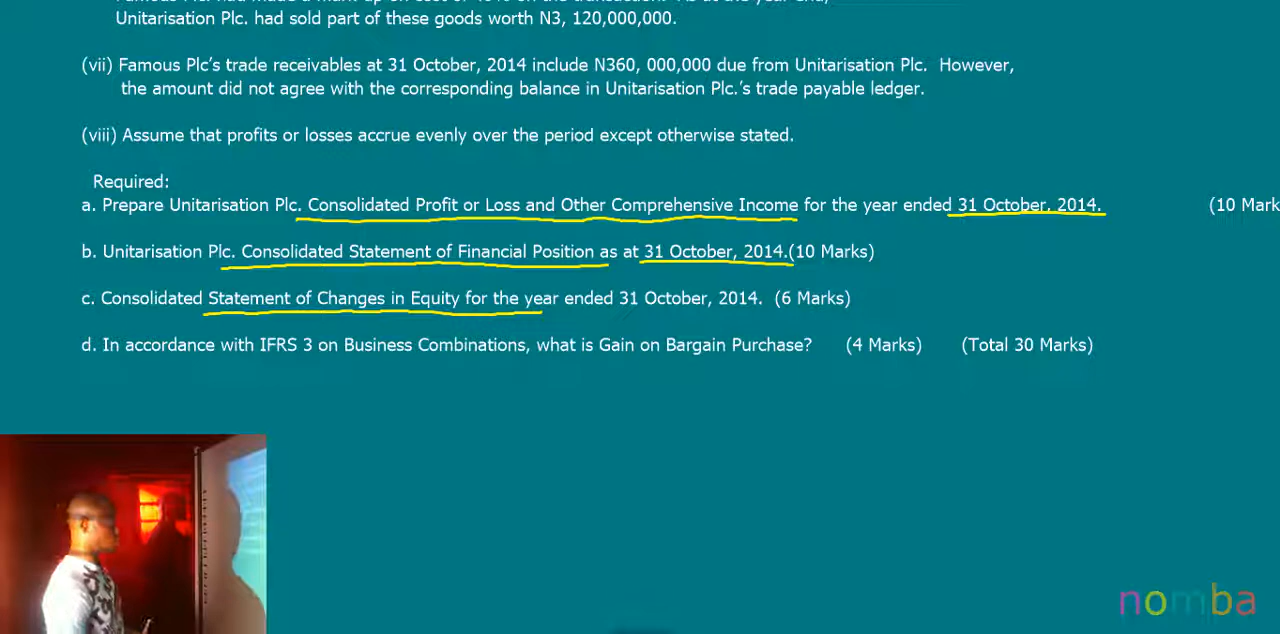 Unitarisation Plc. had sold part of these goods worth N3, 120,000,000.
(vii) Famous Plc's trade receivables at 31 October, 2014 include N360, 000,000 due from Unitarisation Plc. However,
the amount did not agree with the corresponding balance in Unitarisation Plc.'s trade payable ledger.
(viii) Assume that profits or losses accrue evenly over the period except otherwise stated.
Required:
a. Prepare Unitarisation Plc. Consolidated Profit or Loss and Other Comprehensive Income for the year ended 31 October, 2014. (10 Mark
b. Unitarisation Plc. Consolidated Statement of Financial Position as at 31 October, 2014.(10 Marks)
c. Consolidated Statement of Changes in Equity for the year ended 31 October, 2014. (6 Marks)
d. In accordance with IFRS 3 on Business Combinations, what is Gain on Bargain Purchase? (4 Marks) (Total 30 Marks)
nomba